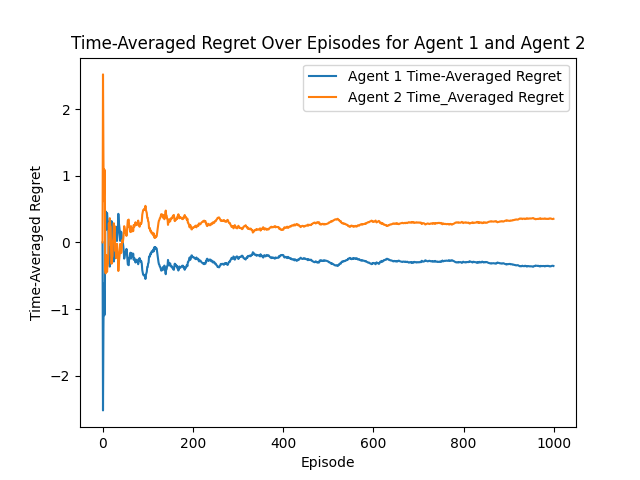 Time-Averaged Regret Over Episodes for Agent 1 and Agent 2
Agent 1 Time-Averaged Regret
Agent 2 Time_Averaged Regret
Time-Averaged Regret
2
1
0
−1
−2
0 200 400 600 800 1000
Episode